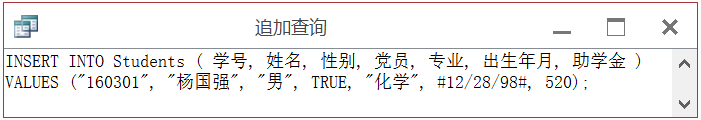 追加查询
INSERT INTO Students ( 学号, 姓名, 性别, 党员, 专业, 出生年月, 助学金 )
VALUES ("160301", "杨国强", "男", TRUE, "化学", #12/28/98#, 520);